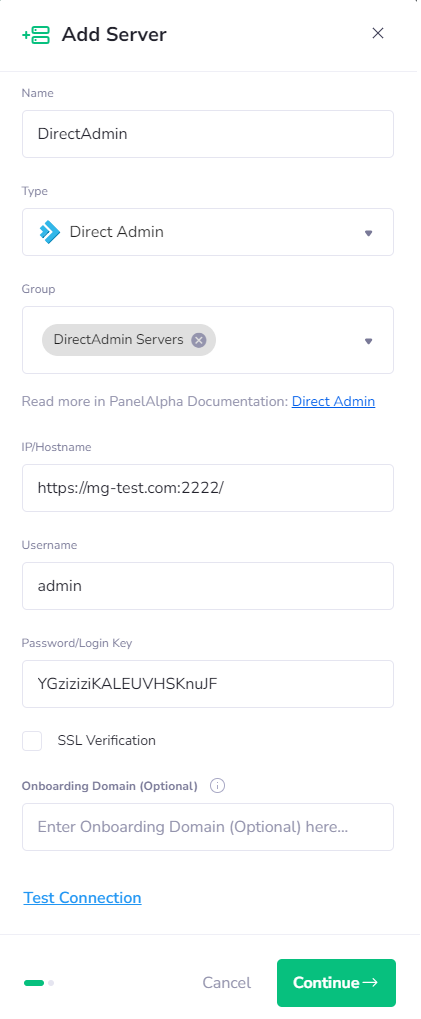 Add Server
Name
DirectAdmin
Type
Direct Admin
Group
DirectAdmin Servers
Read more in PanelAlpha Documentation: Direct Admin
IP/Hostname
https://mg-test.com:2222/
Username
admin
Password/Login Key
YGziziziKALEUVHSKnuJF
SSL Verification
Onboarding Domain (Optional)
Enter Onboarding Domain (Optional) here...
Test Connection
Cancel
Continue